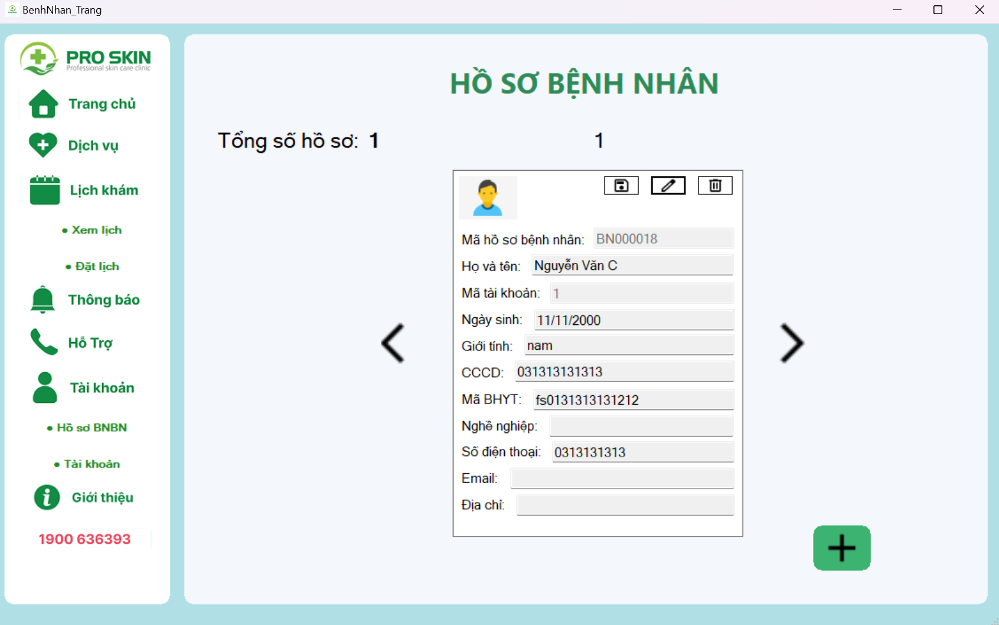 BenhNhan_Trang
PRO SKIN
Professional skin care clinic
Trang chủ
Dịch vụ
Lịch khám
• Xem lịch
• Đặt lịch
Thông báo
Hỗ Trợ
Tài khoản
• Hồ sơ BNBN
• Tài khoản
Giới thiệu
1900 636393
HỒ SƠ BỆNH NHÂN
Tổng số hồ sơ: 1
1
Mã hồ sơ bệnh nhân: BN000018
Họ và tên: Nguyễn Văn C
Mã tài khoản: 1
Ngày sinh: 11/11/2000
Giới tính: nam
CCCD: 031313131313
Mã BHYT: fs0131313131212
Nghề nghiệp:
Số điện thoại: 0313131313
Email:
Địa chỉ: